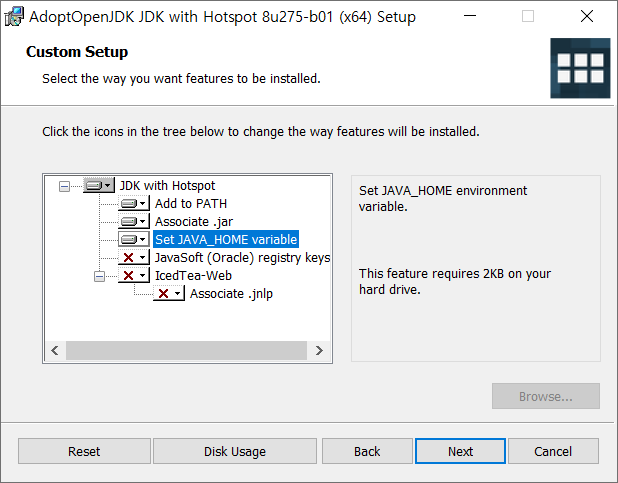 AdoptOpenJDK JDK with Hotspot 8u275-b01 (x64) Setup
Custom Setup
Select the way you want features to be installed.
Click the icons in the tree below to change the way features will be installed.
JDK with Hotspot
Add to PATH
Associate .jar
Set JAVA_HOME variable
JavaSoft (Oracle) registry keys
IcedTea-Web
Associate .jnlp
Set JAVA_HOME environment
variable.
This feature requires 2KB on your
hard drive.
Browse...
Reset
Disk Usage
Back
Next
Cancel